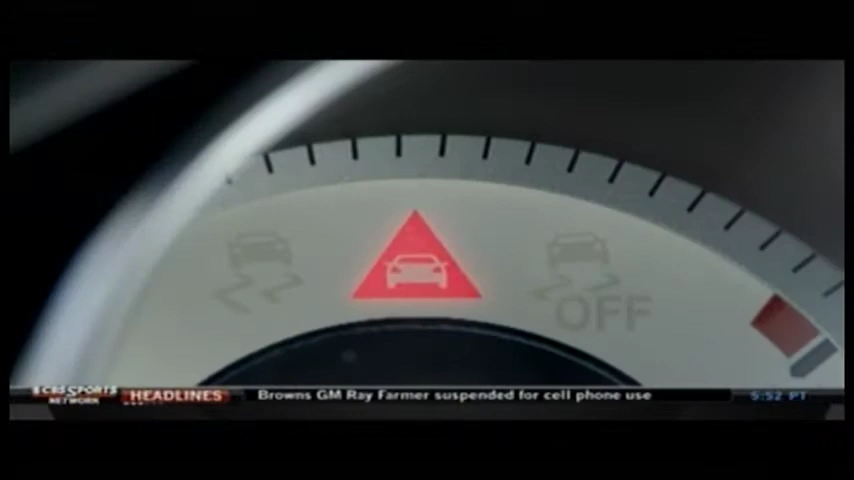 OFF
CBS SPORTS
NETWORK
HEADLINES
Browns GM Ray Farmer suspended for cell phone use
5:52 PT